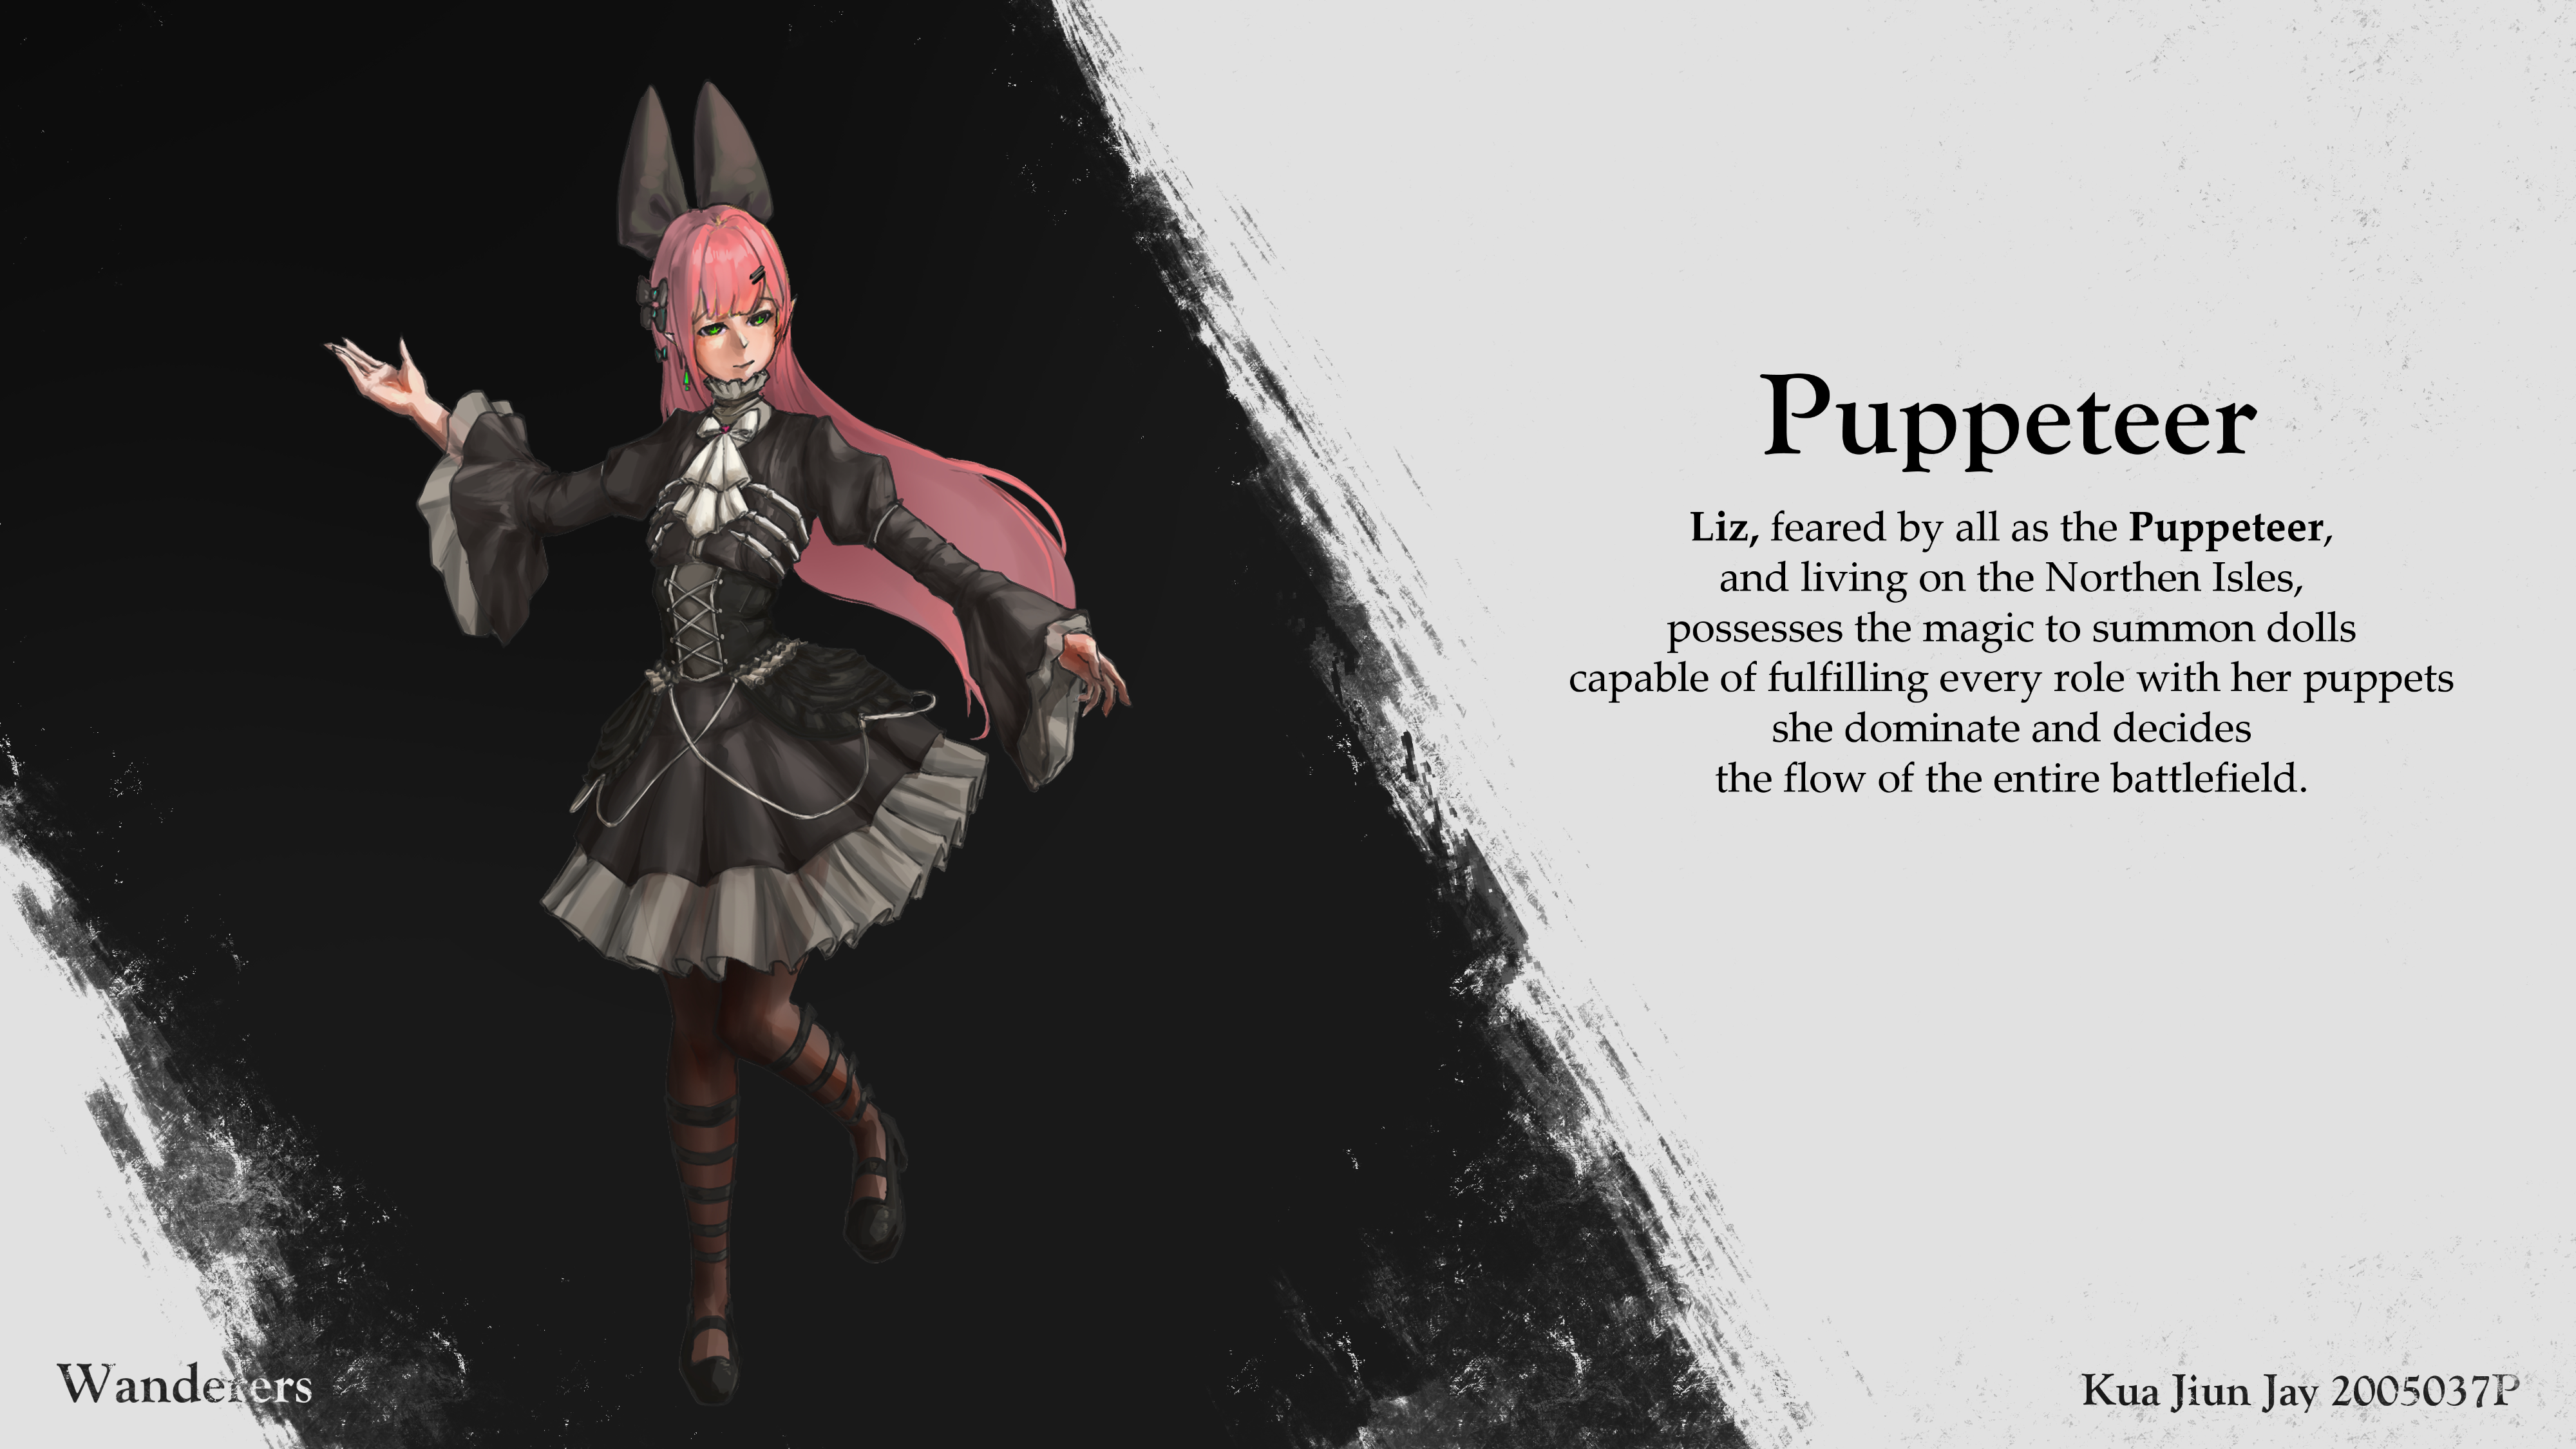 Puppeteer
Liz, feared by all as the Puppeteer,
and living on the Northen Isles,
possesses the magic to summon dolls
capable of fulfilling every role with her puppets
she dominate and decides
the flow of the entire battlefield.
Wanderers
Kua Jiun Jay 2005037P